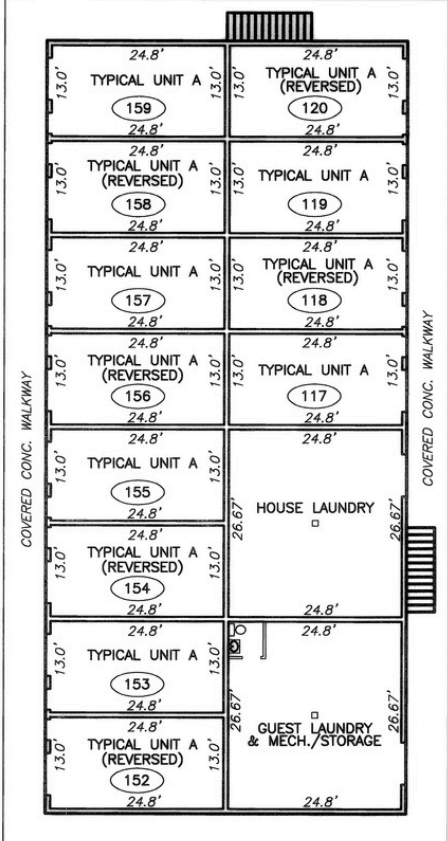 24.8'
13.0'
TYPICAL UNIT A
13.0'
159
24.8'
24.8'
TYPICAL UNIT A
(REVERSED)
13.0'
13.0'
120
24.8'
24.8'
TYPICAL UNIT A
(REVERSED)
13.0'
13.0'
158
24.8'
24.8'
13.0'
TYPICAL UNIT A
13.0'
119
24.8'
24.8'
13.0'
TYPICAL UNIT A
13.0'
157
24.8'
24.8'
TYPICAL UNIT A
(REVERSED)
13.0'
13.0'
118
24.8'
24.8'
TYPICAL UNIT A
(REVERSED)
13.0'
13.0'
156
24.8'
24.8'
13.0'
TYPICAL UNIT A
13.0'
117
24.8'
COVERED CONC. WALKWAY
COVERED CONC. WALKWAY
24.8'
TYPICAL UNIT A
13.0'
13.0'
155
24.8'
24.8'
TYPICAL UNIT A
(REVERSED)
13.0'
13.0'
154
24.8'
24.8'
HOUSE LAUNDRY
26.67'
26.67'
24.8'
24.8'
13.0'
TYPICAL UNIT A
13.0'
153
24.8'
24.8'
TYPICAL UNIT A
(REVERSED)
13.0'
13.0'
152
24.8'
24.8'
26.67'
26.67'
GUEST LAUNDRY
& MECH./STORAGE
24.8'